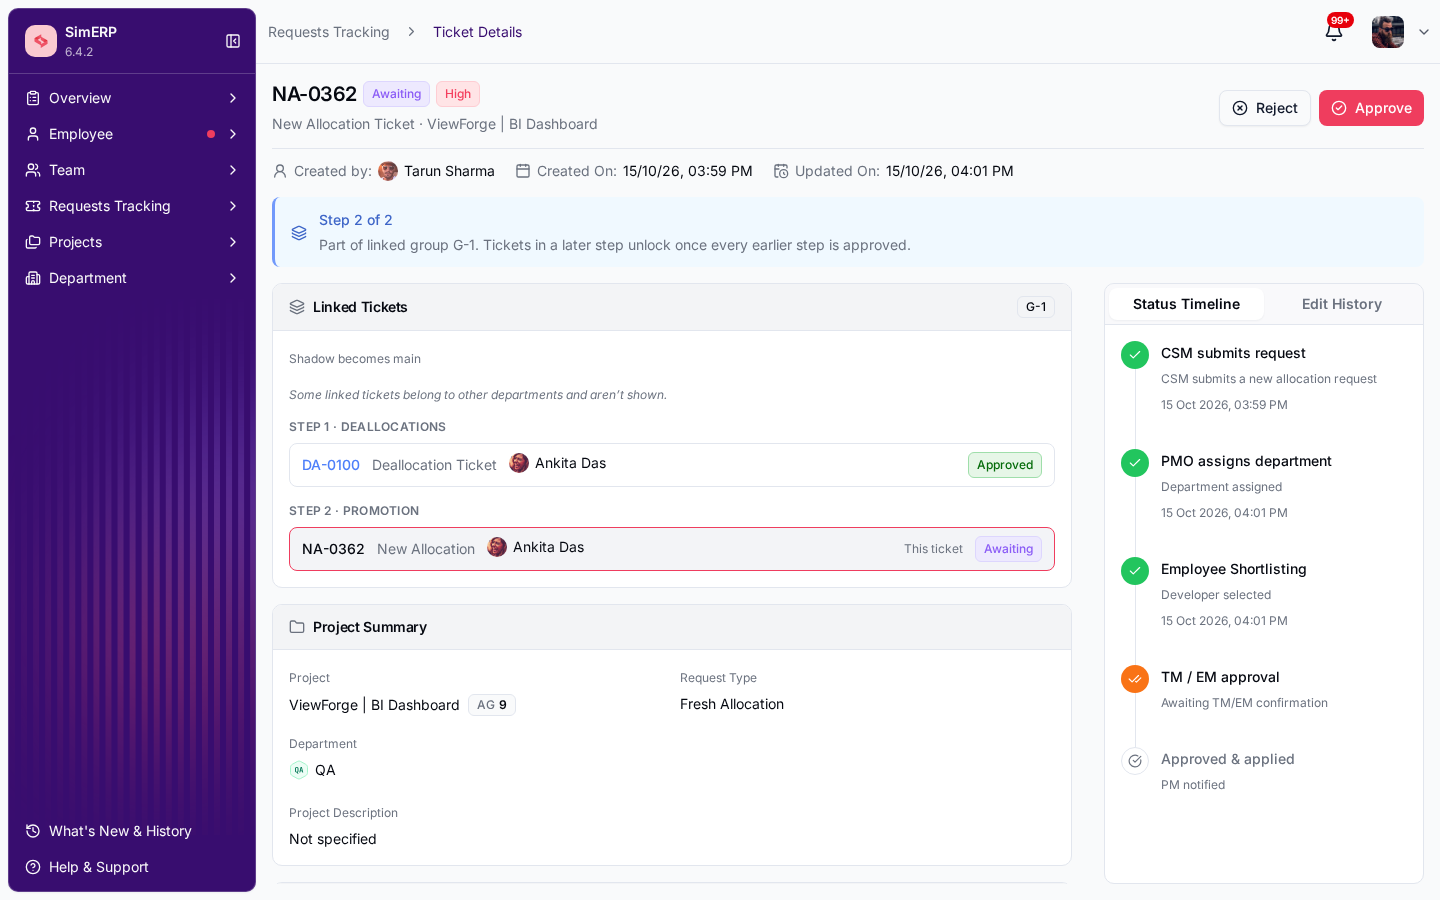 SimERP
6.4.2
Overview
Employee
Team
Requests Tracking
Projects
Department
What's New & History
Help & Support
Requests Tracking
Ticket Details
99+
NA-0362 Awaiting High
New Allocation Ticket · ViewForge | BI Dashboard
Reject
Approve
Created by: Tarun Sharma
Created On: 15/10/26, 03:59 PM
Updated On: 15/10/26, 04:01 PM
Step 2 of 2
Part of linked group G-1. Tickets in a later step unlock once every earlier step is approved.
Linked Tickets
G-1
Shadow becomes main
Some linked tickets belong to other departments and aren't shown.
STEP 1 · DEALLOCATIONS
DA-0100 Deallocation Ticket Ankita Das Approved
STEP 2 · PROMOTION
NA-0362 New Allocation Ankita Das This ticket Awaiting
Project Summary
Project
ViewForge | BI Dashboard AG 9
Request Type
Fresh Allocation
Department
QA QA
Project Description
Not specified
Status Timeline
Edit History
CSM submits request
CSM submits a new allocation request
15 Oct 2026, 03:59 PM
PMO assigns department
Department assigned
15 Oct 2026, 04:01 PM
Employee Shortlisting
Developer selected
15 Oct 2026, 04:01 PM
TM / EM approval
Awaiting TM/EM confirmation
Approved & applied
PM notified